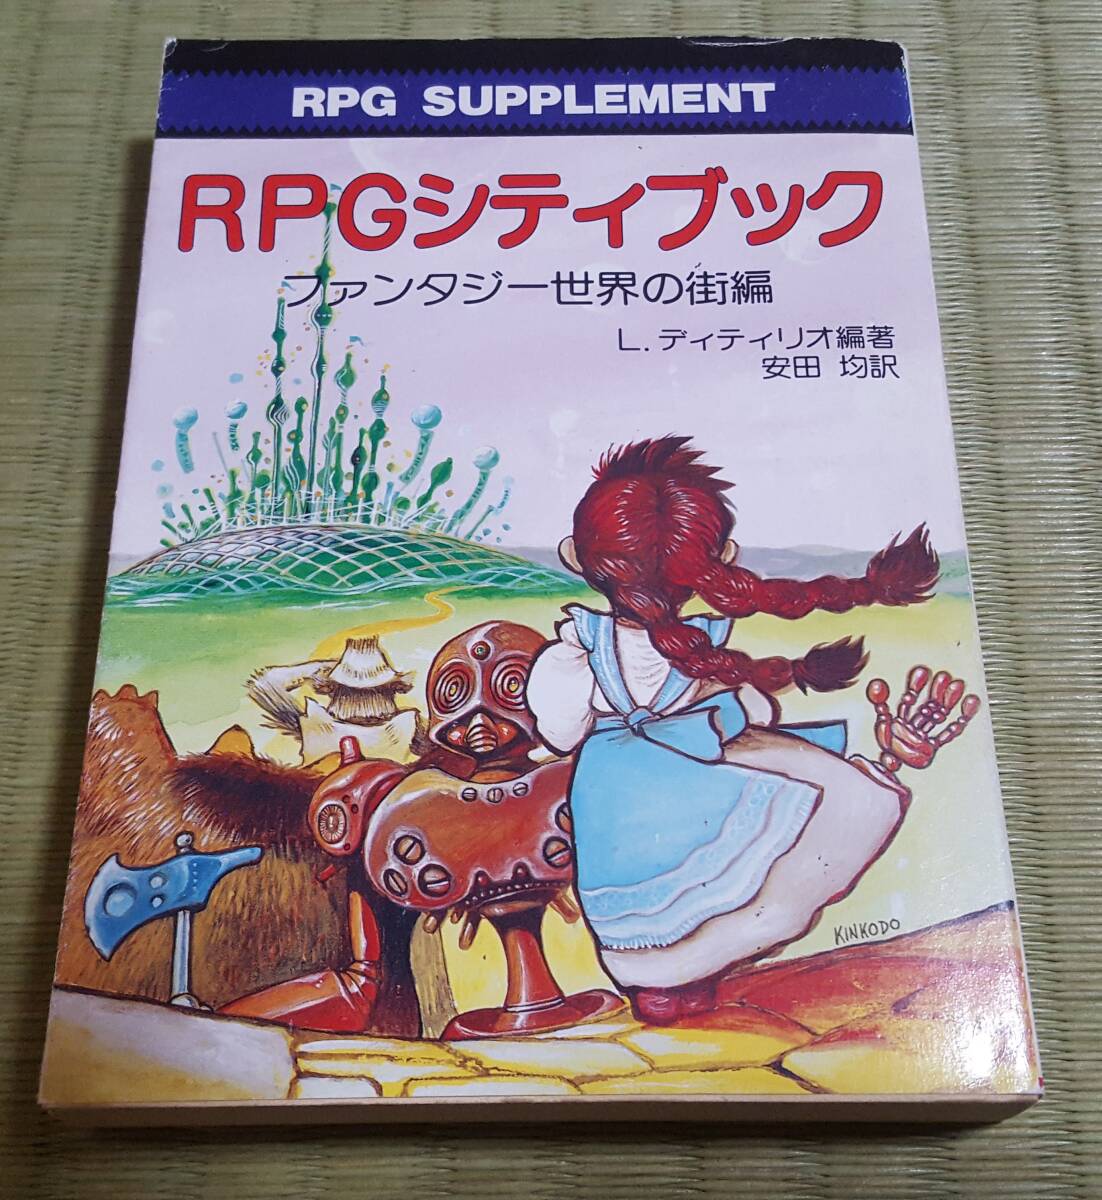 RPG SUPPLEMENT
RPGシティブック
ファンタジー世界の街編
L.ディティリオ編著
安田 均訳
KINKODO